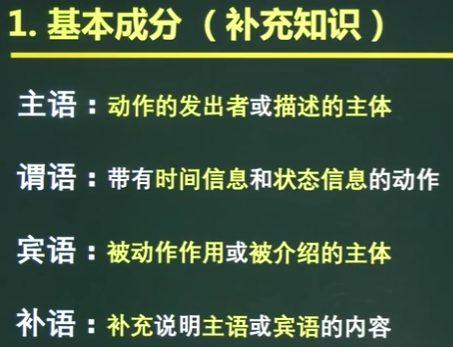 1. 基本成分（补充知识）
主语：动作的发出者或描述的主体
谓语：带有时间信息和状态信息的动作
宾语：被动作作用或被介绍的主体
补语：补充说明主语或宾语的内容